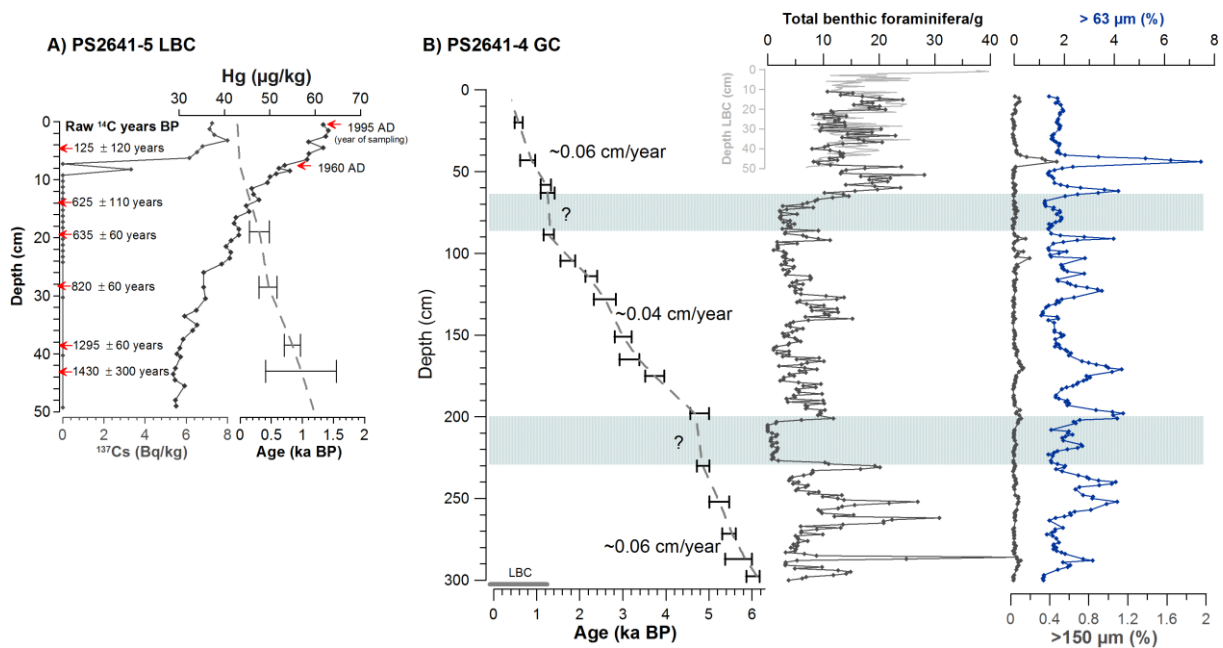 A) PS2641-5 LBC
Hg (µg/kg)
30 40 50 60 70
Raw ¹⁴C years BP
1995 AD
(year of sampling)
125 ± 120 years
1960 AD
625 ± 110 years
635 ± 60 years
820 ± 60 years
1295 ± 60 years
1430 ± 300 years
Depth (cm)
0
10
20
30
40
50
0 4 8
¹³⁷Cs (Bq/kg)
0 0.5 1 1.5 2
Age (ka BP)
B) PS2641-4 GC
Depth (cm)
0
50
100
150
200
250
300
~0.06 cm/year
?
~0.04 cm/year
?
~0.06 cm/year
LBC
0 1 2 3 4 5 6
Age (ka BP)
Total benthic foraminifera/g
0 10 20 30 40
Depth LBC (cm)
0
10
20
30
40
50
> 63 µm (%)
0 2 4 6 8
0 0.4 0.8 1.2 1.6 2
>150 µm (%)